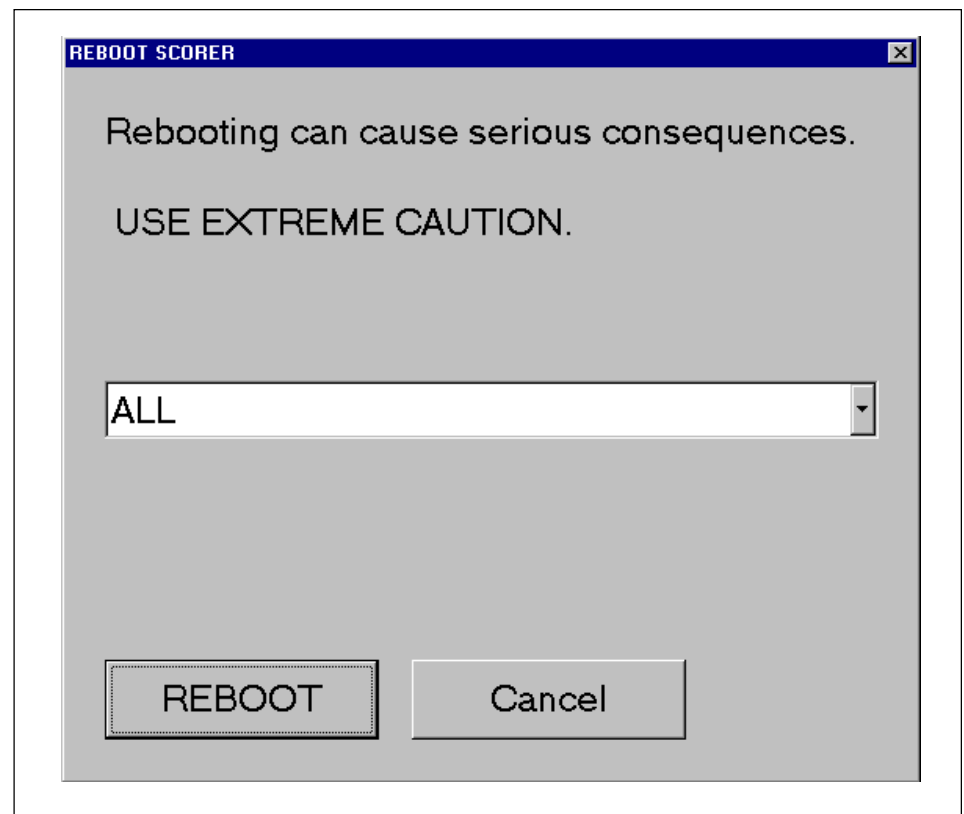 REBOOT SCORER
Rebooting can cause serious consequences.
USE EXTREME CAUTION.
ALL
REBOOT
Cancel